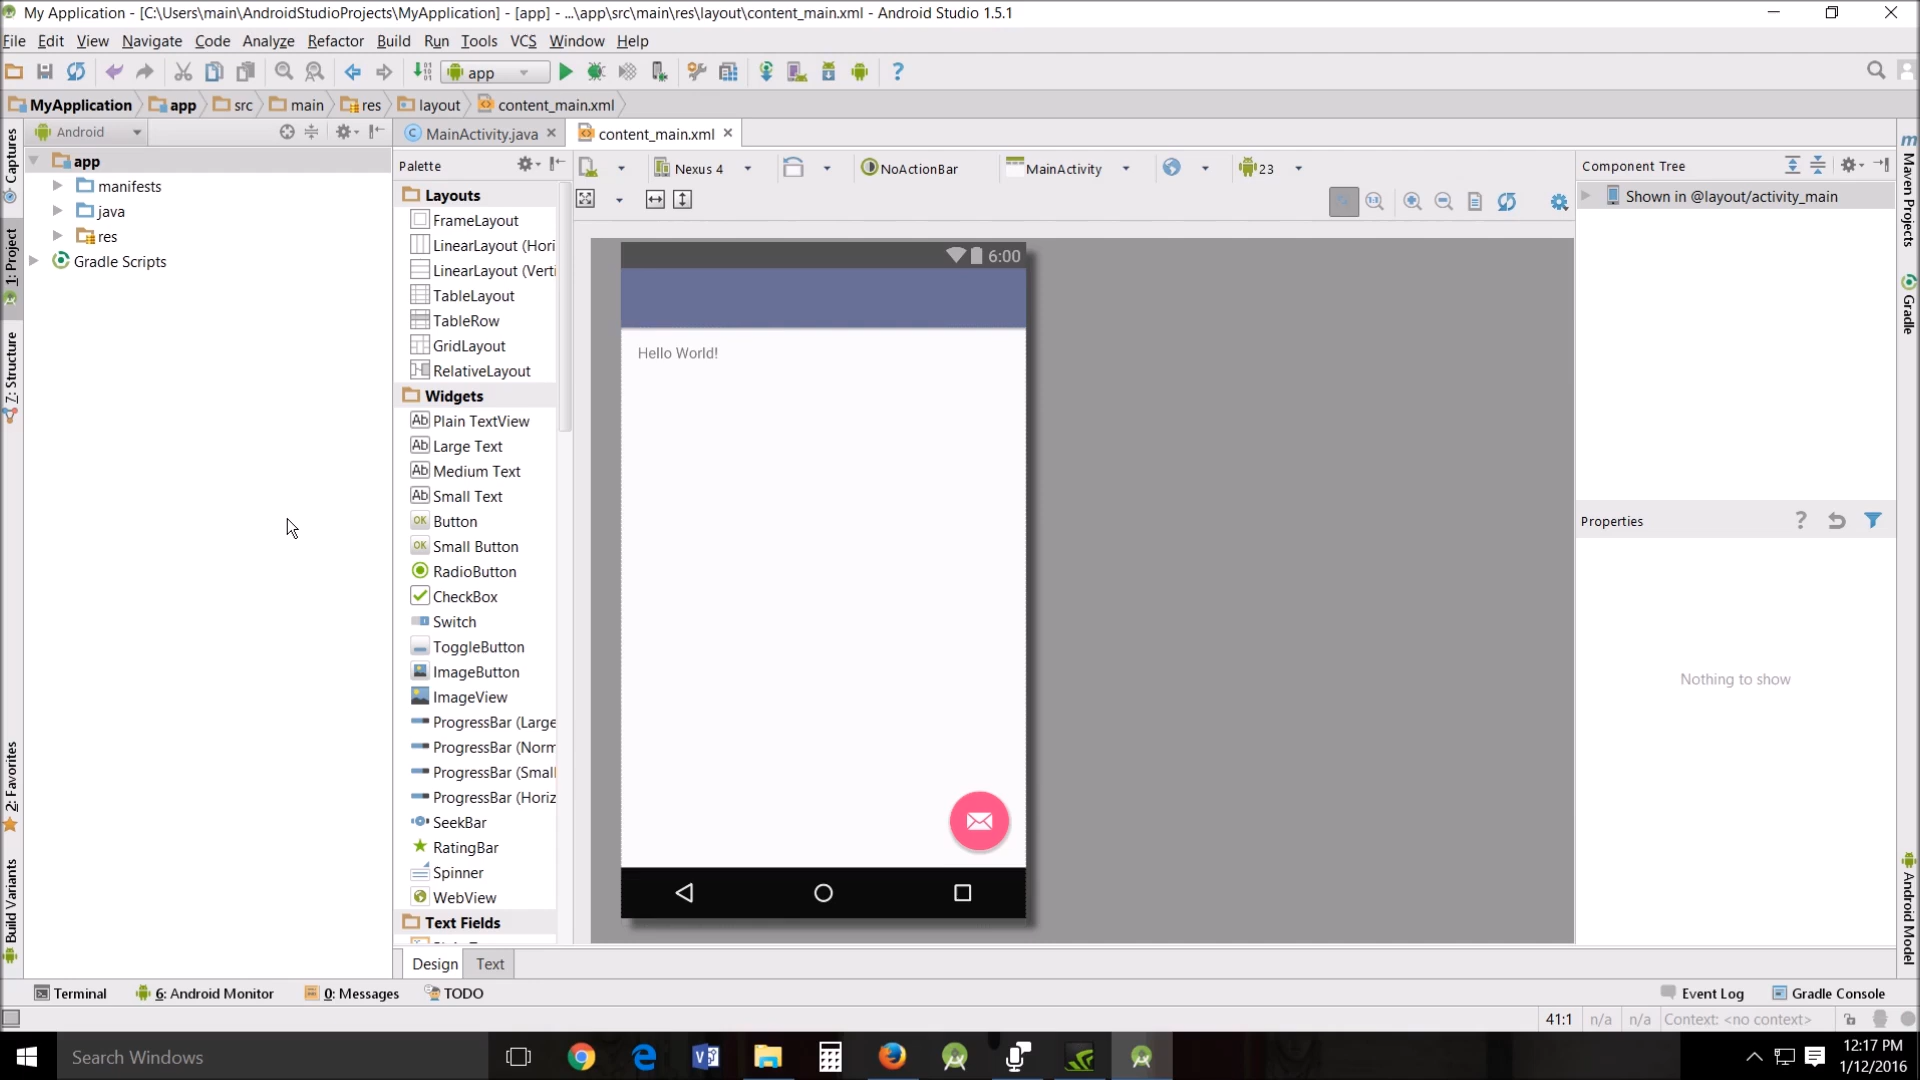 My Application - [C:\Users\main\AndroidStudioProjects\MyApplication] - [app] - ...\app\src\main\res\layout\content_main.xml - Android Studio 1.5.1
File Edit View Navigate Code Analyze Refactor Build Run Tools VCS Window Help
app
MyApplication app src main res layout content_main.xml
Android
MainActivity.java content_main.xml
Captures
1: Project
7: Structure
2: Favorites
Build Variants
app
manifests
java
res
Gradle Scripts
Palette
Layouts
FrameLayout
LinearLayout (Hori
LinearLayout (Verti
TableLayout
TableRow
GridLayout
RelativeLayout
Widgets
Plain TextView
Large Text
Medium Text
Small Text
Button
Small Button
RadioButton
CheckBox
Switch
ToggleButton
ImageButton
ImageView
ProgressBar (Large
ProgressBar (Norm
ProgressBar (Small
ProgressBar (Horiz
SeekBar
RatingBar
Spinner
WebView
Text Fields
Nexus 4 NoActionBar MainActivity 23
6:00
Hello World!
Design Text
Component Tree
Shown in @layout/activity_main
Properties
Nothing to show
Maven Projects
Gradle
Android Model
Terminal 6: Android Monitor 0: Messages TODO Event Log Gradle Console
41:1 n/a n/a Context: <no context>
Search Windows
12:17 PM
1/12/2016